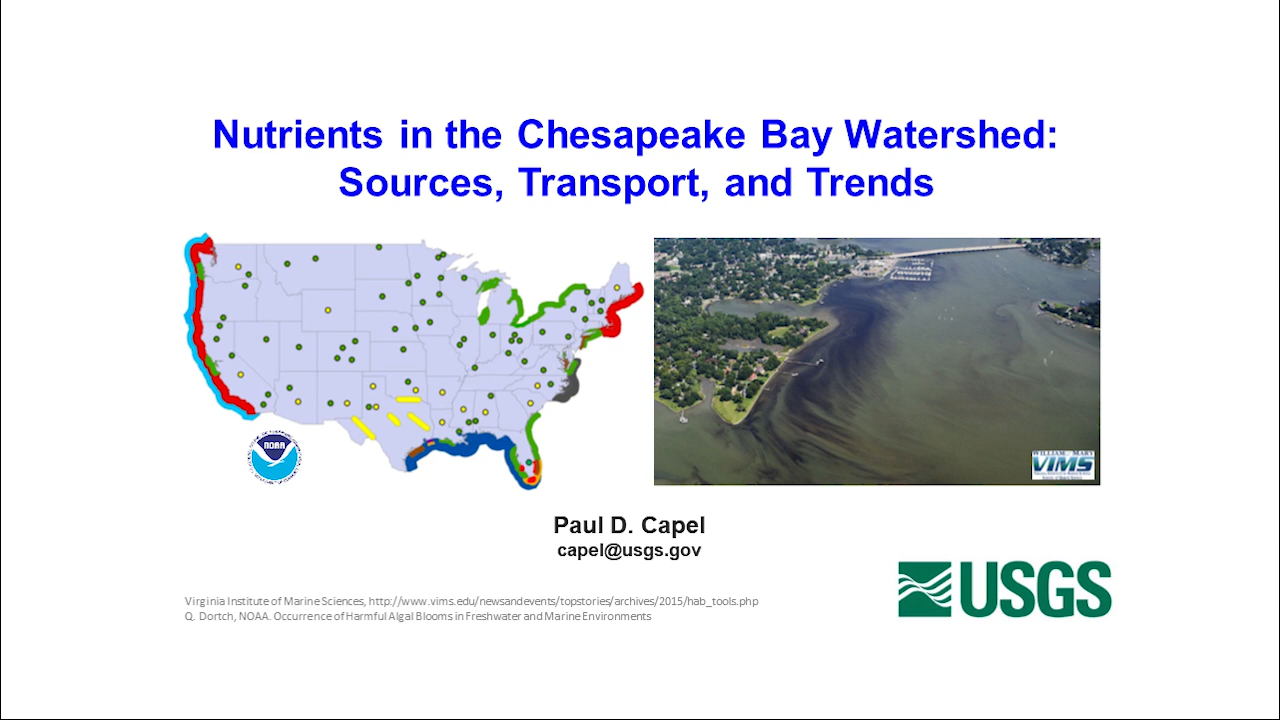 Nutrients in the Chesapeake Bay Watershed:
Sources, Transport, and Trends
NOAA
WILLIAM & MARY
VIMS
Paul D. Capel
capel@usgs.gov
USGS
Virginia Institute of Marine Sciences, http://www.vims.edu/newsandevents/topstories/archives/2015/hab_tools.php
Q. Dortch, NOAA. Occurrence of Harmful Algal Blooms in Freshwater and Marine Environments